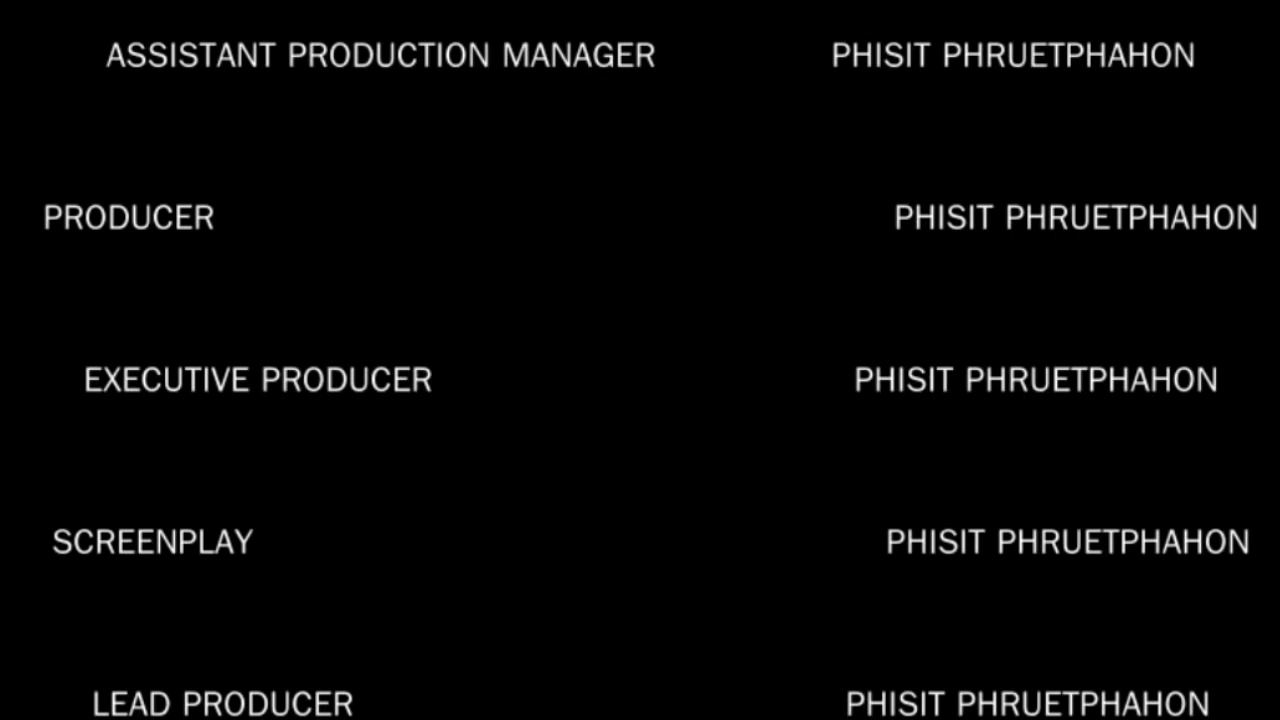 ASSISTANT PRODUCTION MANAGER PHISIT PHRUETPHAHON
PRODUCER PHISIT PHRUETPHAHON
EXECUTIVE PRODUCER PHISIT PHRUETPHAHON
SCREENPLAY PHISIT PHRUETPHAHON
LEAD PRODUCER PHISIT PHRUETPHAHON